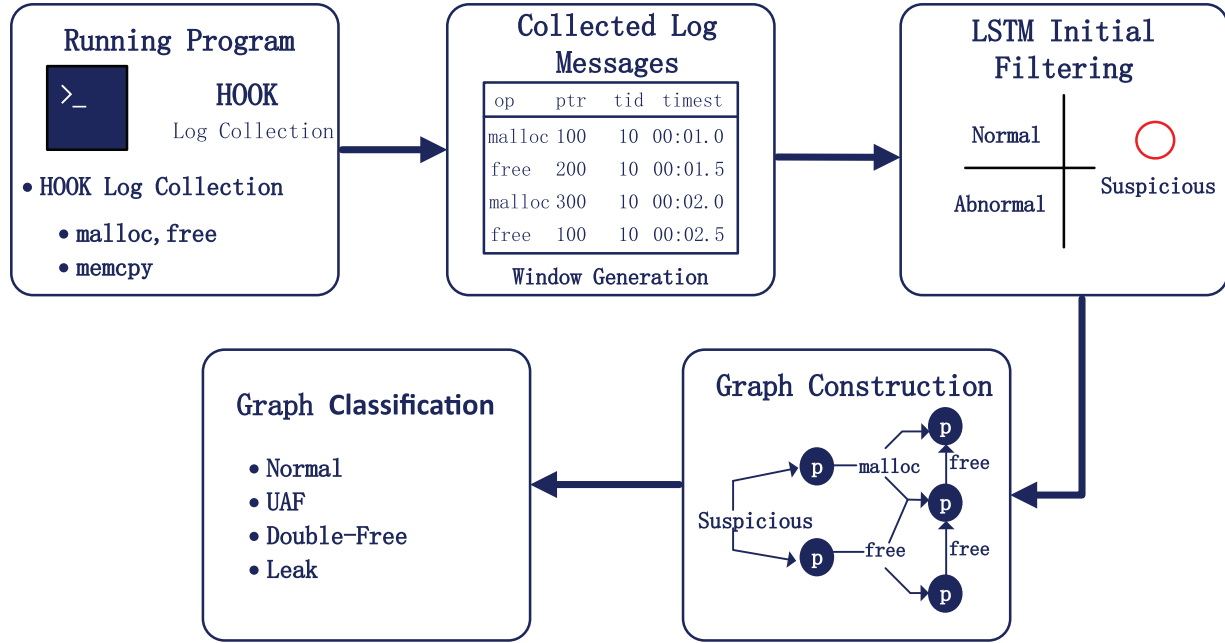 Running Program
>_
HOOK
Log Collection
• HOOK Log Collection
• malloc,free
• memcpy
Collected Log
Messages
op ptr tid timest
malloc 100 10 00:01.0
free 200 10 00:01.5
malloc 300 10 00:02.0
free 100 10 00:02.5
Window Generation
LSTM Initial
Filtering
Normal
Abnormal
Suspicious
Graph Construction
p
p
malloc
free
p
Suspicious
p
free
free
p
Graph Classification
• Normal
• UAF
• Double-Free
• Leak